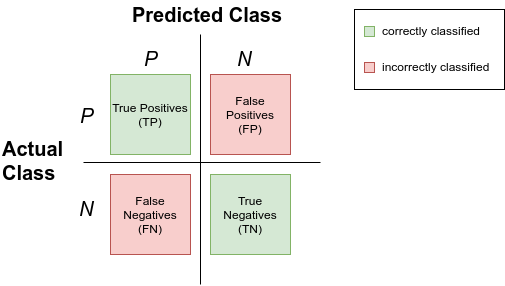 Predicted Class
P
N
correctly classified
incorrectly classified
P
True Positives
(TP)
False
Positives
(FP)
Actual
Class
N
False
Negatives
(FN)
True
Negatives
(TN)